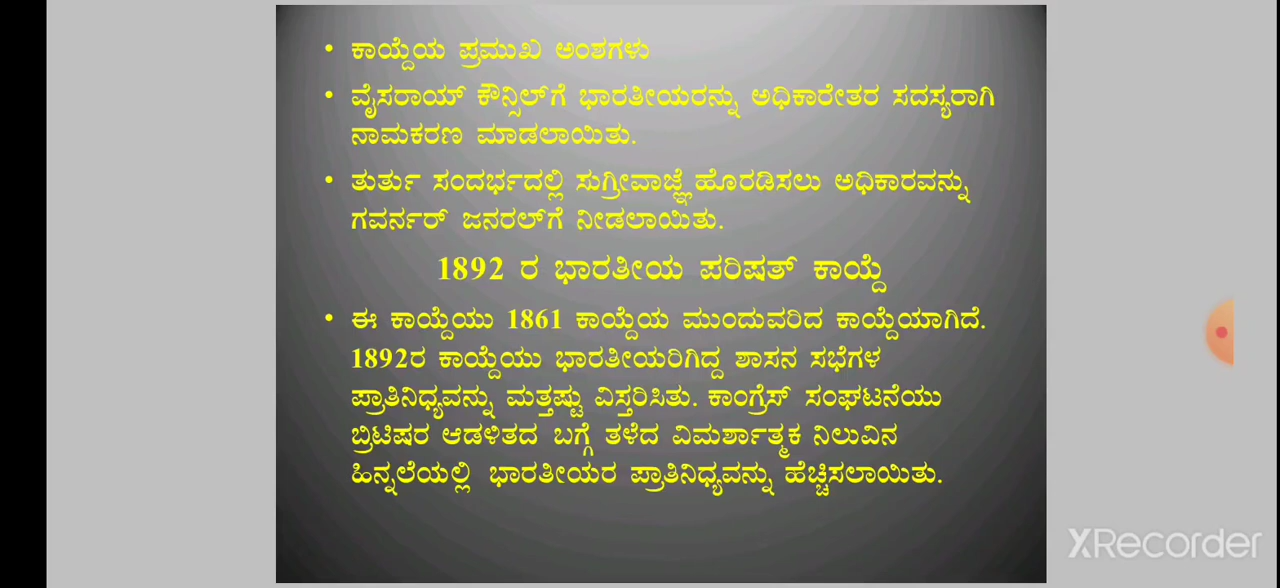 • ಕಾಯ್ದೆಯ ಪ್ರಮುಖ ಅಂಶಗಳು
• ವೈಸರಾಯ್ ಕೌನ್ಸಿಲ್‌ಗೆ ಭಾರತೀಯರನ್ನು ಅಧಿಕಾರೇತರ ಸದಸ್ಯರಾಗಿ
ನಾಮಕರಣ ಮಾಡಲಾಯಿತು.
• ತುರ್ತು ಸಂದರ್ಭದಲ್ಲಿ ಸುಗ್ರೀವಾಜ್ಞೆ ಹೊರಡಿಸಲು ಅಧಿಕಾರವನ್ನು
ಗವರ್ನರ್ ಜನರಲ್‌ಗೆ ನೀಡಲಾಯಿತು.
1892 ರ ಭಾರತೀಯ ಪರಿಷತ್ ಕಾಯ್ದೆ
• ಈ ಕಾಯ್ದೆಯು 1861 ಕಾಯ್ದೆಯ ಮುಂದುವರಿದ ಕಾಯ್ದೆಯಾಗಿದೆ.
1892ರ ಕಾಯ್ದೆಯು ಭಾರತೀಯರಿಗಿದ್ದ ಶಾಸನ ಸಭೆಗಳ
ಪ್ರಾತಿನಿಧ್ಯವನ್ನು ಮತ್ತಷ್ಟು ವಿಸ್ತರಿಸಿತು. ಕಾಂಗ್ರೆಸ್ ಸಂಘಟನೆಯು
ಬ್ರಿಟಿಷರ ಆಡಳಿತದ ಬಗ್ಗೆ ತಳೆದ ವಿಮರ್ಶಾತ್ಮಕ ನಿಲುವಿನ
ಹಿನ್ನಲೆಯಲ್ಲಿ ಭಾರತೀಯರ ಪ್ರಾತಿನಿಧ್ಯವನ್ನು ಹೆಚ್ಚಿಸಲಾಯಿತು.
XRecorder